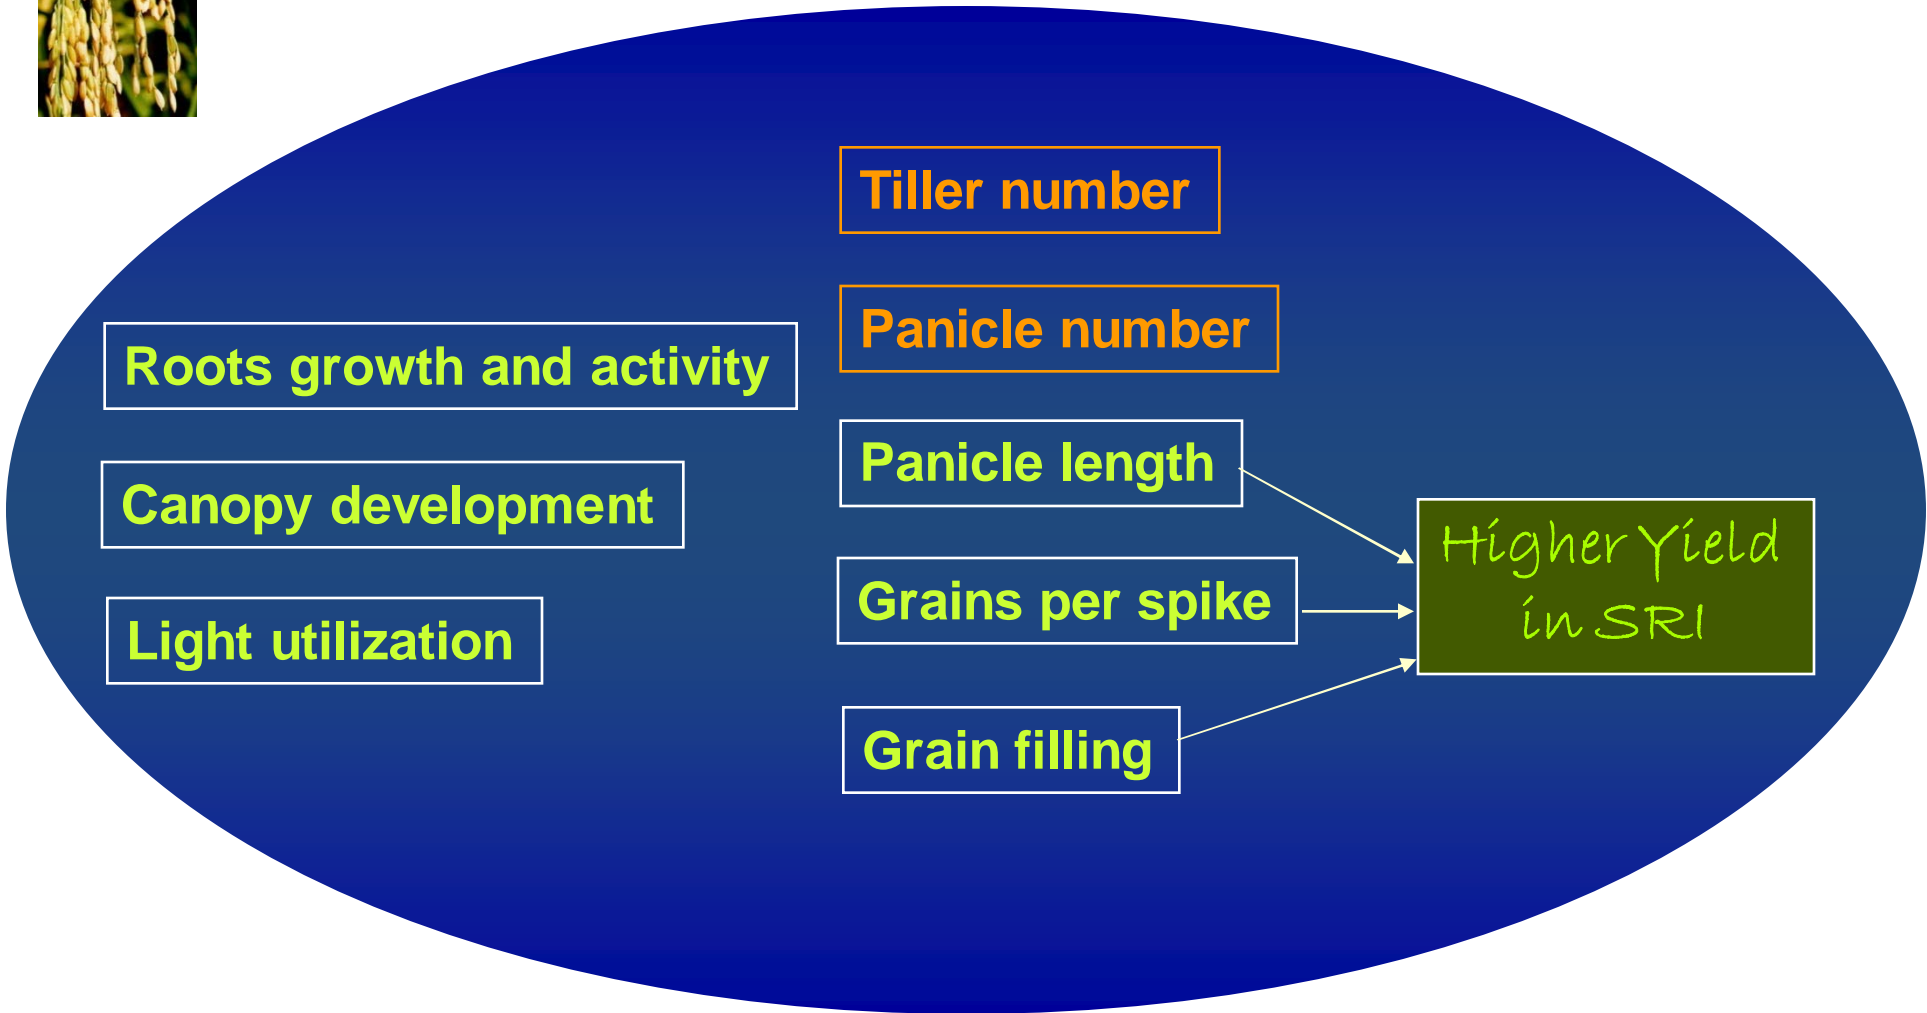 Roots growth and activity
Canopy development
Light utilization
Tiller number
Panicle number
Panicle length
Grains per spike
Grain filling
Higher Yield
in SRI